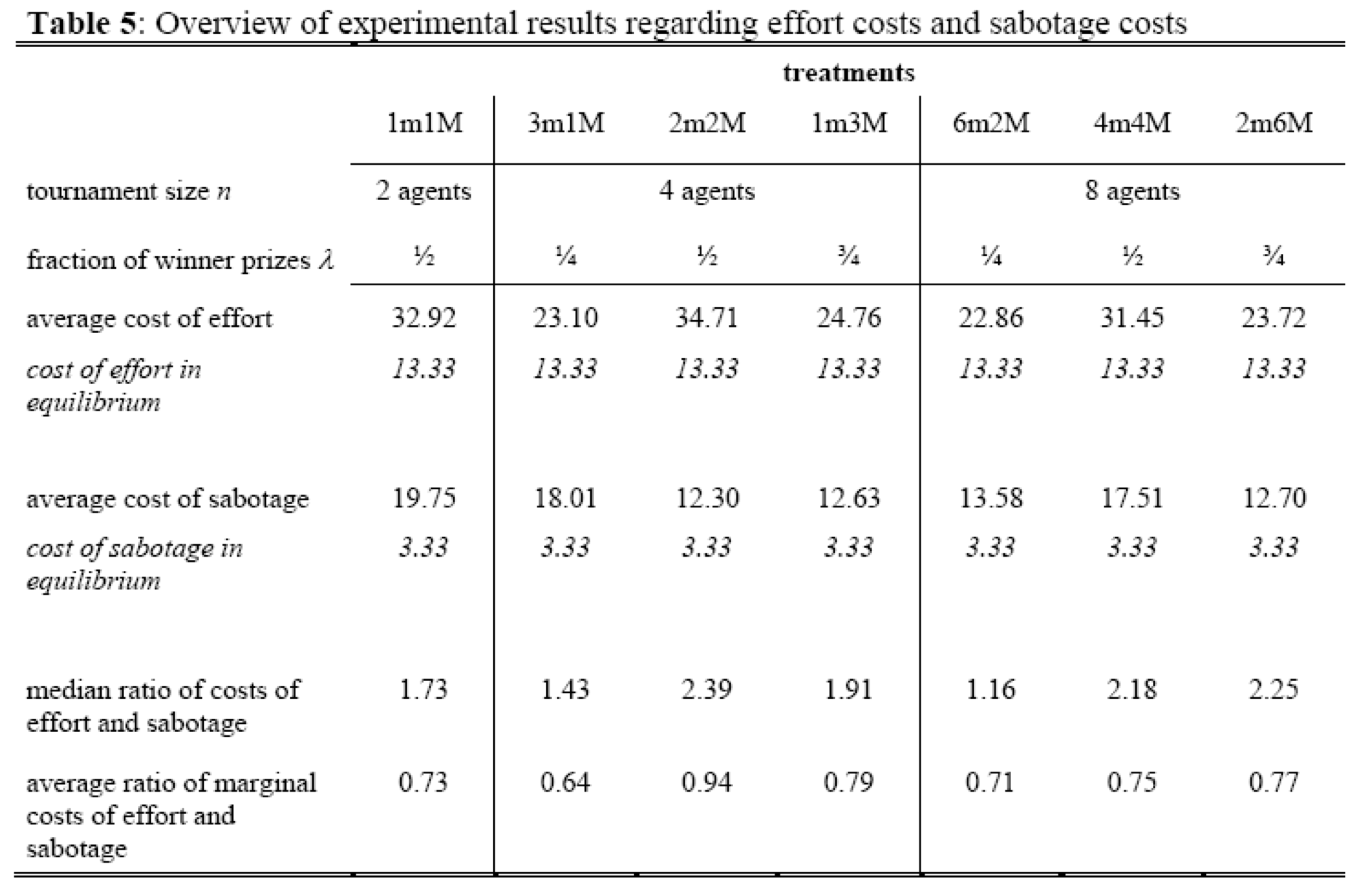 Table 5: Overview of experimental results regarding effort costs and sabotage costs
treatments
1m1M 3m1M 2m2M 1m3M 6m2M 4m4M 2m6M
tournament size n 2 agents 4 agents 8 agents
fraction of winner prizes λ ½ ¼ ½ ¾ ¼ ½ ¾
average cost of effort 32.92 23.10 34.71 24.76 22.86 31.45 23.72
cost of effort in 13.33 13.33 13.33 13.33 13.33 13.33 13.33
equilibrium
average cost of sabotage 19.75 18.01 12.30 12.63 13.58 17.51 12.70
cost of sabotage in 3.33 3.33 3.33 3.33 3.33 3.33 3.33
equilibrium
median ratio of costs of 1.73 1.43 2.39 1.91 1.16 2.18 2.25
effort and sabotage
average ratio of marginal 0.73 0.64 0.94 0.79 0.71 0.75 0.77
costs of effort and
sabotage